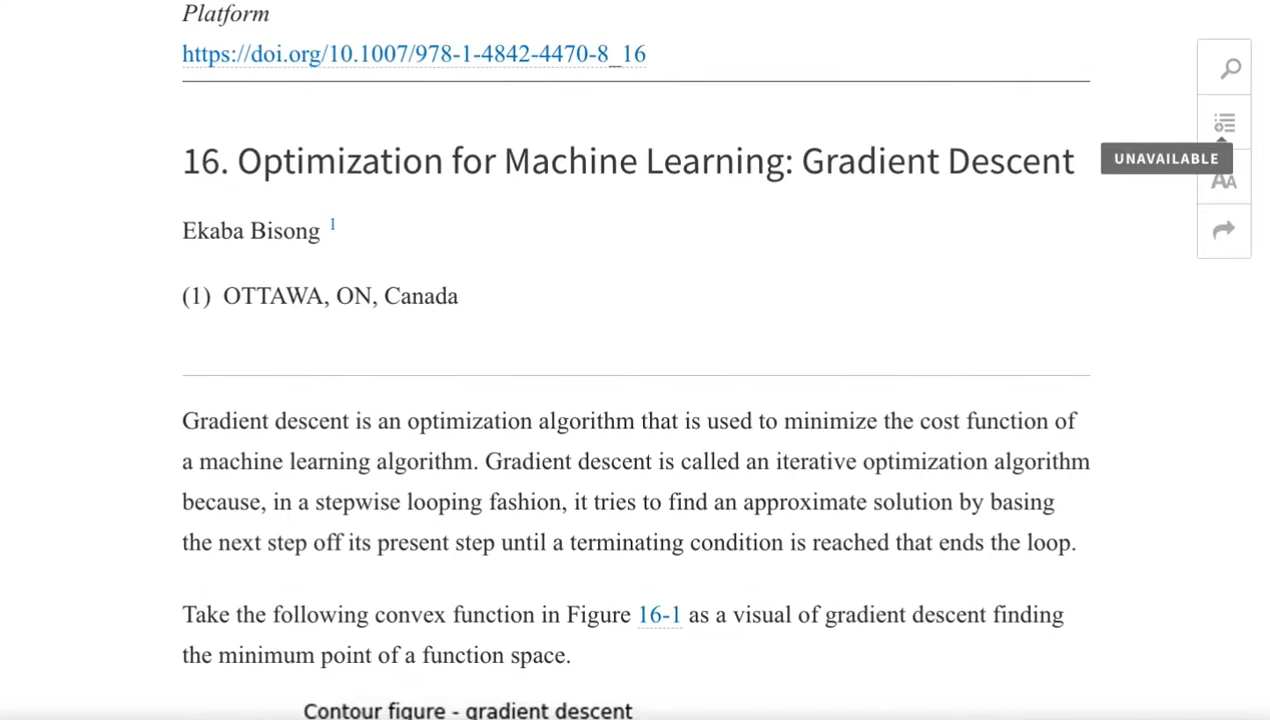 Platform
https://doi.org/10.1007/978-1-4842-4470-8_16
16. Optimization for Machine Learning: Gradient Descent
UNAVAILABLE
AA
Ekaba Bisong 1
(1) OTTAWA, ON, Canada
Gradient descent is an optimization algorithm that is used to minimize the cost function of
a machine learning algorithm. Gradient descent is called an iterative optimization algorithm
because, in a stepwise looping fashion, it tries to find an approximate solution by basing
the next step off its present step until a terminating condition is reached that ends the loop.
Take the following convex function in Figure 16-1 as a visual of gradient descent finding
the minimum point of a function space.
Contour figure - gradient descent